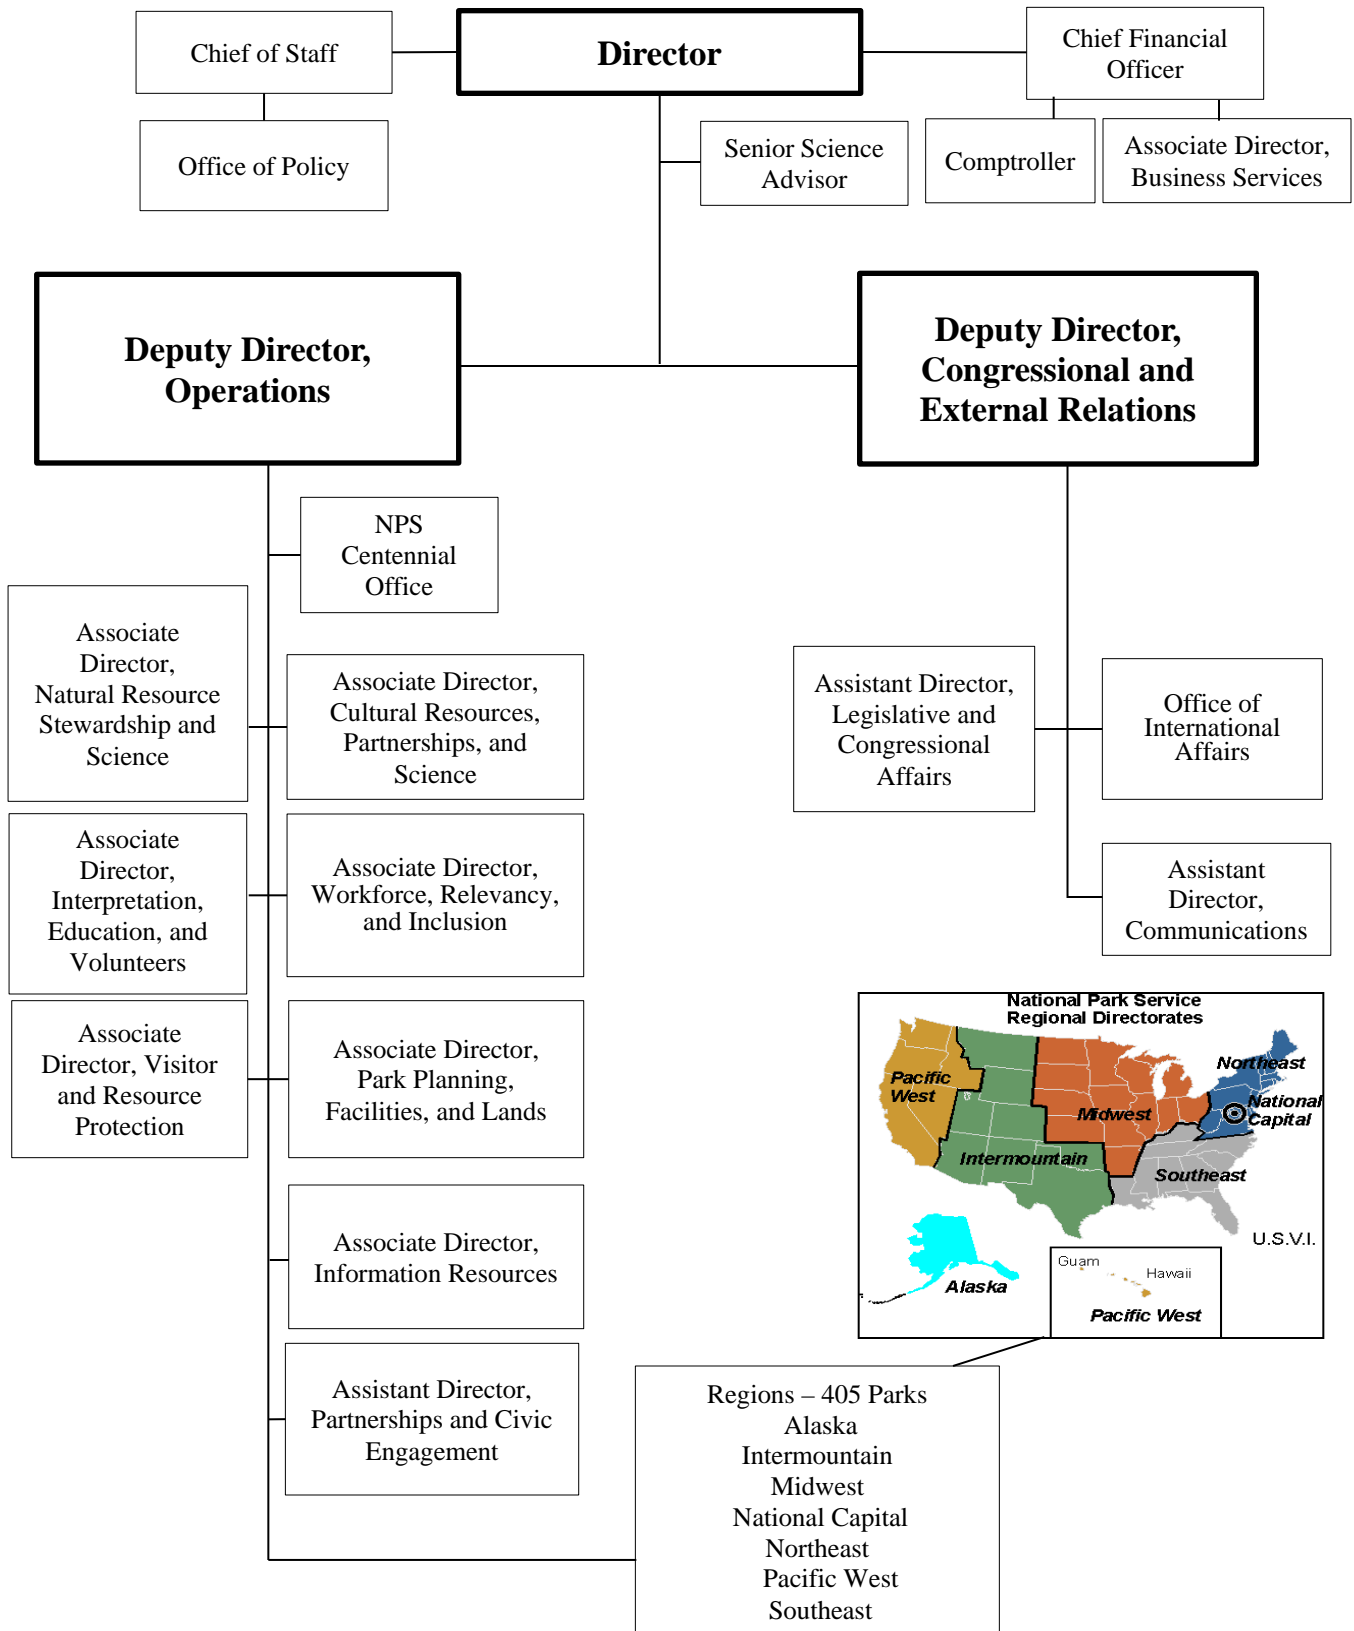 Chief of Staff
Director
Chief Financial
Officer
Office of Policy
Senior Science
Advisor
Comptroller
Associate Director,
Business Services
Deputy Director,
Operations
Deputy Director,
Congressional and
External Relations
NPS
Centennial
Office
Associate
Director,
Natural Resource
Stewardship and
Science
Associate Director,
Cultural Resources,
Partnerships, and
Science
Assistant Director,
Legislative and
Congressional
Affairs
Office of
International
Affairs
Associate
Director,
Interpretation,
Education, and
Volunteers
Associate Director,
Workforce, Relevancy,
and Inclusion
Assistant
Director,
Communications
Associate
Director, Visitor
and Resource
Protection
Associate Director,
Park Planning,
Facilities, and Lands
National Park Service
Regional Directorates
Pacific
West
Midwest
Northeast
National
Capital
Intermountain
Southeast
U.S.V.I.
Alaska
Guam
Hawaii
Pacific West
Associate Director,
Information Resources
Assistant Director,
Partnerships and Civic
Engagement
Regions – 405 Parks
Alaska
Intermountain
Midwest
National Capital
Northeast
Pacific West
Southeast